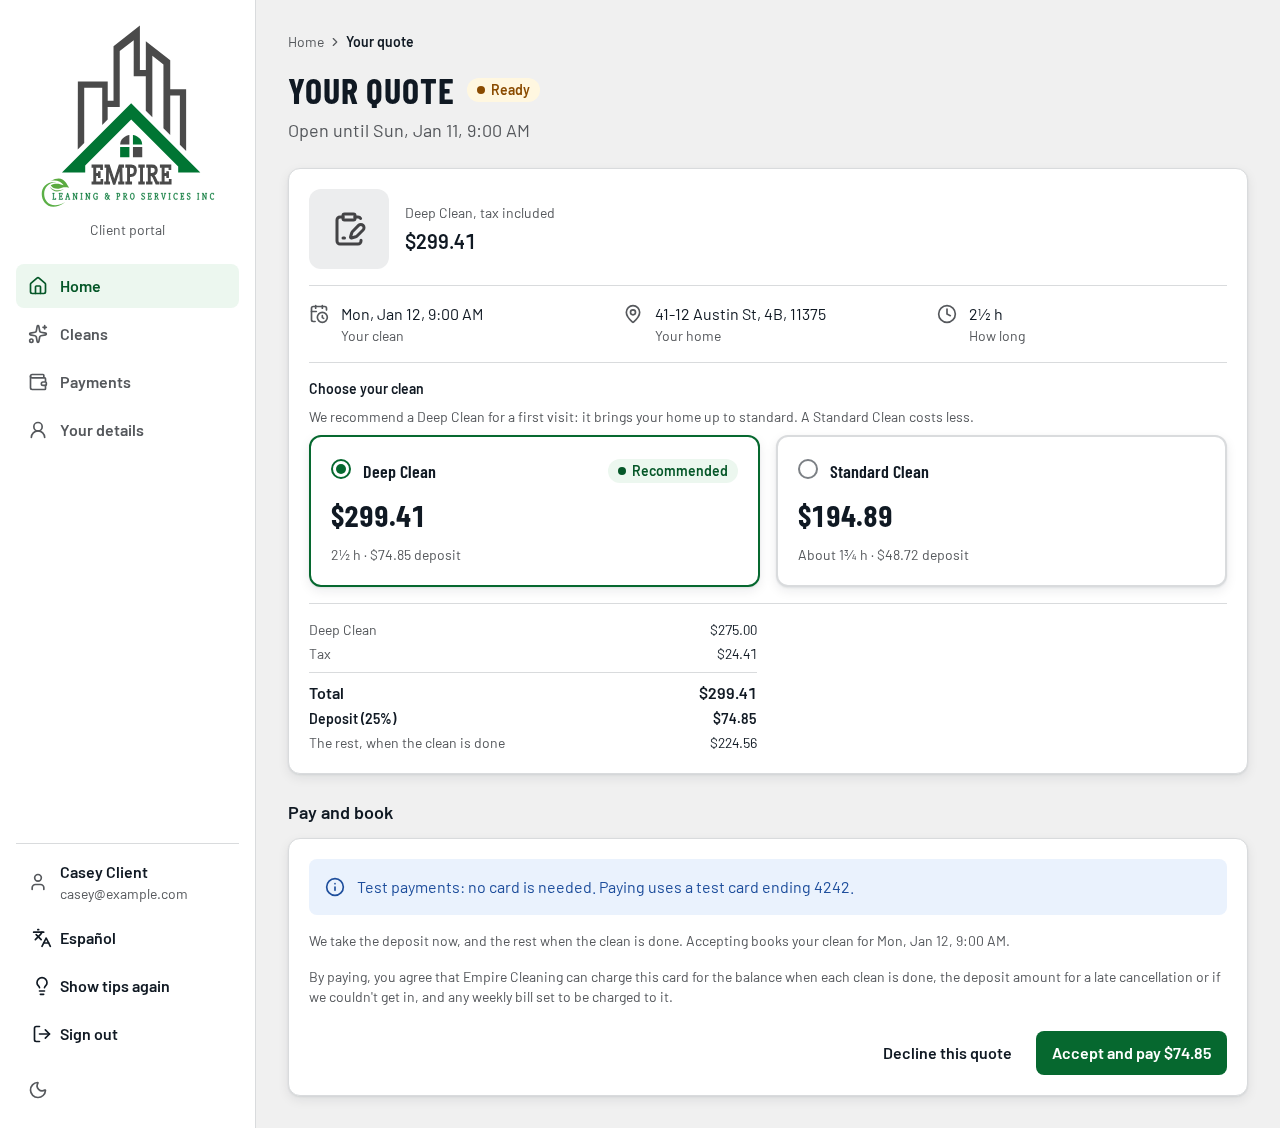 EMPIRE
CLEANING & PRO SERVICES INC
Client portal
Home
Cleans
Payments
Your details
Casey Client
casey@example.com
Español
Show tips again
Sign out
Home > Your quote
YOUR QUOTE
Ready
Open until Sun, Jan 11, 9:00 AM
Deep Clean, tax included
$299.41
Mon, Jan 12, 9:00 AM
Your clean
41-12 Austin St, 4B, 11375
Your home
2½ h
How long
Choose your clean
We recommend a Deep Clean for a first visit: it brings your home up to standard. A Standard Clean costs less.
Deep Clean
Recommended
$299.41
2½ h · $74.85 deposit
Standard Clean
$194.89
About 1¾ h · $48.72 deposit
Deep Clean $275.00
Tax $24.41
Total $299.41
Deposit (25%) $74.85
The rest, when the clean is done $224.56
Pay and book
Test payments: no card is needed. Paying uses a test card ending 4242.
We take the deposit now, and the rest when the clean is done. Accepting books your clean for Mon, Jan 12, 9:00 AM.
By paying, you agree that Empire Cleaning can charge this card for the balance when each clean is done, the deposit amount for a late cancellation or if
we couldn't get in, and any weekly bill set to be charged to it.
Decline this quote
Accept and pay $74.85